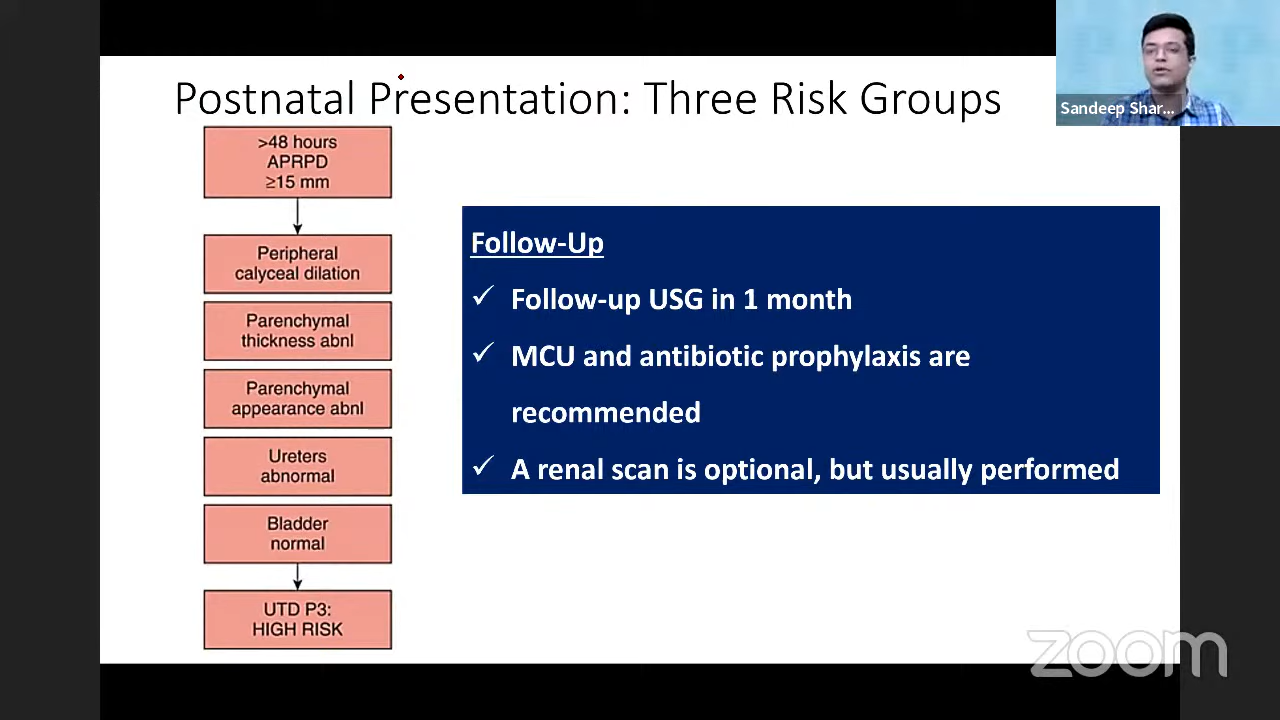 Postnatal Presentation: Three Risk Groups
Sandeep Shar...
>48 hours
APRPD
≥15 mm
Peripheral
calyceal dilation
Parenchymal
thickness abnl
Parenchymal
appearance abnl
Ureters
abnormal
Bladder
normal
UTD P3:
HIGH RISK
Follow-Up
✓ Follow-up USG in 1 month
✓ MCU and antibiotic prophylaxis are
recommended
✓ A renal scan is optional, but usually performed
zoom